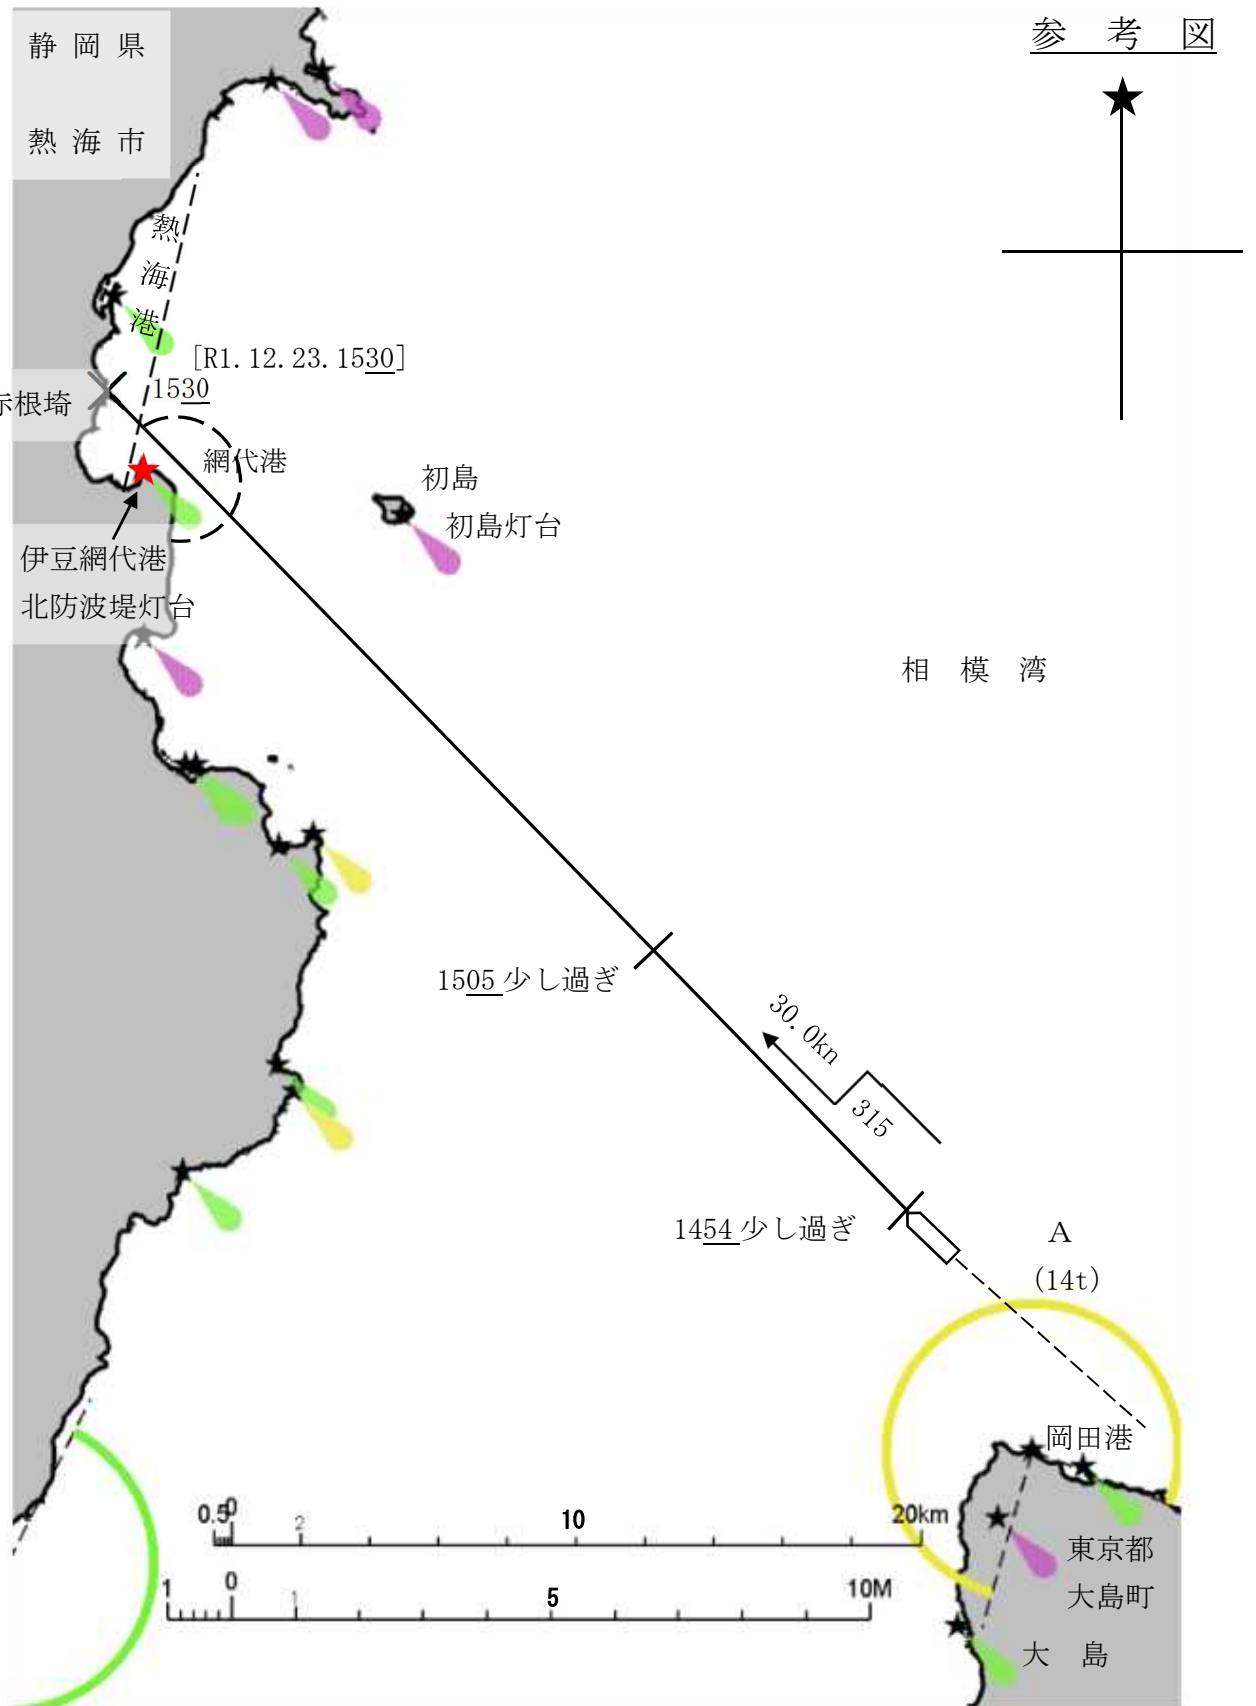 参 考 図
静 岡 県
熱 海 市
熱海港
[R1.12.23.1530]
1530
赤根埼
網代港
初島
初島灯台
伊豆網代港
北防波堤灯台
相 模 湾
1505 少し過ぎ
30.0kn
315
1454 少し過ぎ
A
(14t)
岡田港
0.5 0 2 10 20km
東京都
大島町
1 0 1 5 10M
大 島